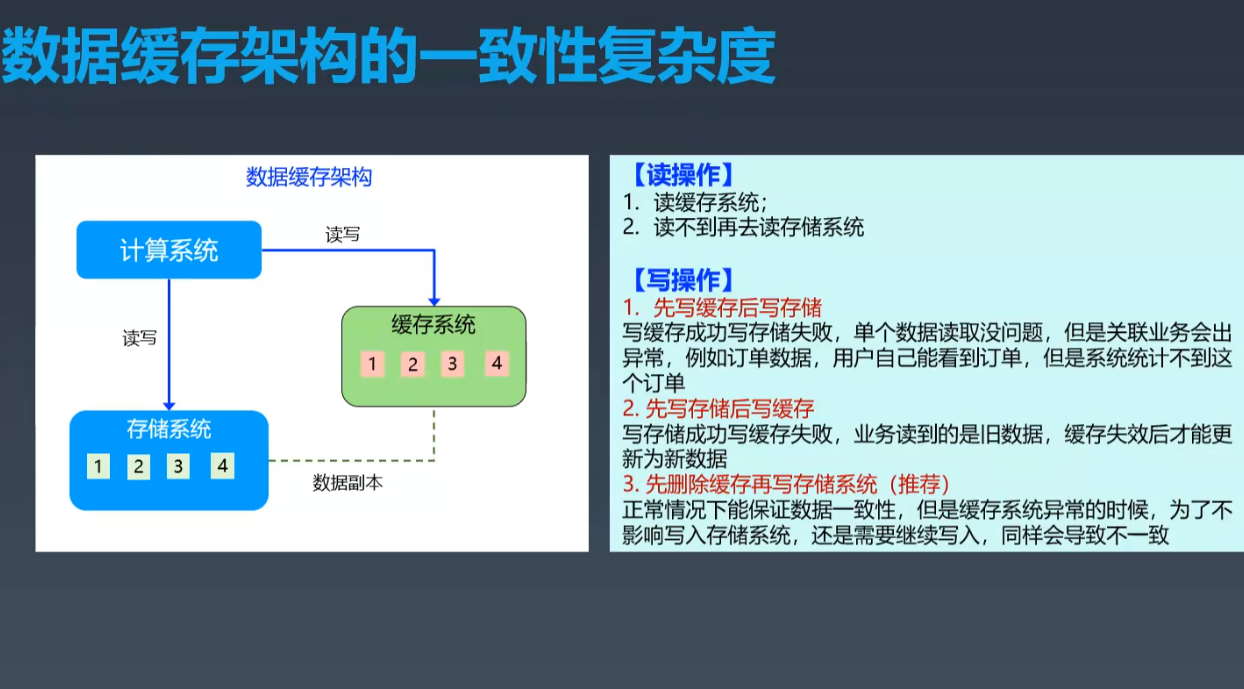 数据缓存架构的一致性复杂度
数据缓存架构
计算系统
读写
读写
缓存系统
1 2 3 4
存储系统
1 2 3 4
数据副本
【读操作】
1. 读缓存系统；
2. 读不到再去读存储系统
【写操作】
1. 先写缓存后写存储
写缓存成功写存储失败，单个数据读取没问题，但是关联业务会出
异常，例如订单数据，用户自己能看到订单，但是系统统计不到这
个订单
2. 先写存储后写缓存
写存储成功写缓存失败，业务读到的是旧数据，缓存失效后才能更
新为新数据
3. 先删除缓存再写存储系统（推荐）
正常情况下能保证数据一致性，但是缓存系统异常的时候，为了不
影响写入存储系统，还是需要继续写入，同样会导致不一致